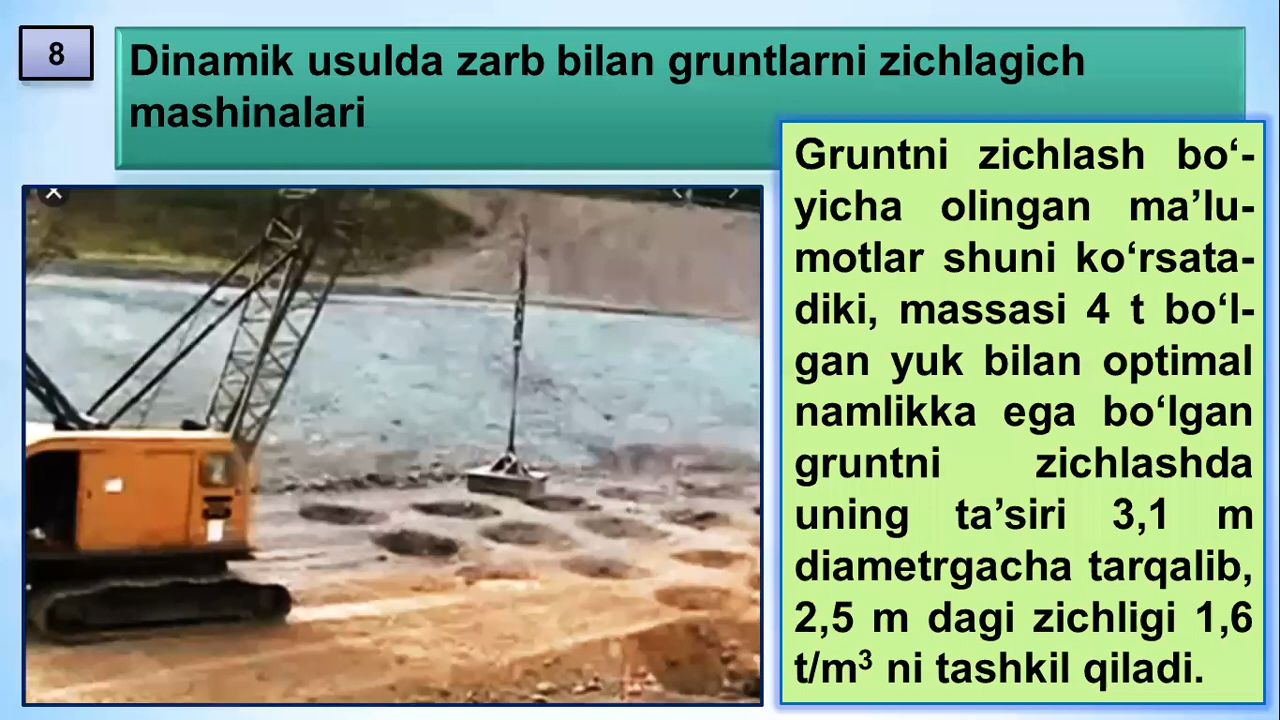 8
Dinamik usulda zarb bilan gruntlarni zichlagich
mashinalari
Gruntni zichlash bo‘-
yicha olingan ma’lu-
motlar shuni ko‘rsata-
diki, massasi 4 t bo‘l-
gan yuk bilan optimal
namlikka ega bo‘lgan
gruntni zichlashda
uning ta’siri 3,1 m
diametrgacha tarqalib,
2,5 m dagi zichligi 1,6
t/m³ ni tashkil qiladi.